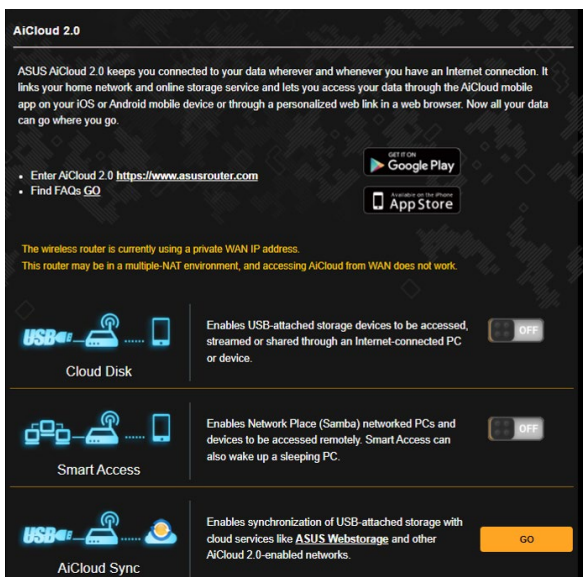 AiCloud 2.0
ASUS AiCloud 2.0 keeps you connected to your data wherever and whenever you have an Internet connection. It
links your home network and online storage service and lets you access your data through the AiCloud mobile
app on your iOS or Android mobile device or through a personalized web link in a web browser. Now all your data
can go where you go.
GET IT ON
Google Play
• Enter AiCloud 2.0 https://www.asusrouter.com
• Find FAQs GO
Available on the iPhone
App Store
The wireless router is currently using a private WAN IP address.
This router may be in a multiple-NAT environment, and accessing AiCloud from WAN does not work.
USB
Cloud Disk
Enables USB-attached storage devices to be accessed,
streamed or shared through an Internet-connected PC
or device.
OFF
Smart Access
Enables Network Place (Samba) networked PCs and
devices to be accessed remotely. Smart Access can
also wake up a sleeping PC.
OFF
USB
AiCloud Sync
Enables synchronization of USB-attached storage with
cloud services like ASUS Webstorage and other
AiCloud 2.0-enabled networks.
GO